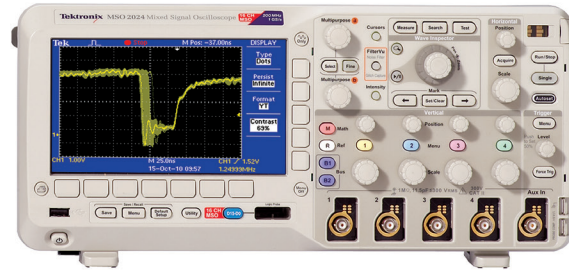 Tektronix MSO 2024 Mixed Signal Oscilloscope
16 CH MSO
200 MHz
1 GS/s
Tek
Stop
M Pos: -37.00ns
DISPLAY
Type
Dots
Persist
Infinite
Format
YT
Contrast
69%
1
CH1 1.00V
M 25.0ns
CH1 1.52V
15-Oct-10 09:57
1.24999MHz
Menu
Off
Save / Recall
Save
Menu
Default
Setup
Utility
16 CH
MSO
D15-D0
Multipurpose a
Cursors
Measure
Search
Test
Wave Inspector
FilterVu
Select
Fine
Multipurpose b
Intensity
Mark
←
Set/Clear
→
Horizontal
Position
Acquire
Scale
Run/Stop
Single
Autoset
Trigger
Menu
Level
Force Trig
Vertical
Position
M
Math
R
Ref
1
2
Menu
3
4
B1
Bus
B2
Scale
1
2
3
4
Aux In